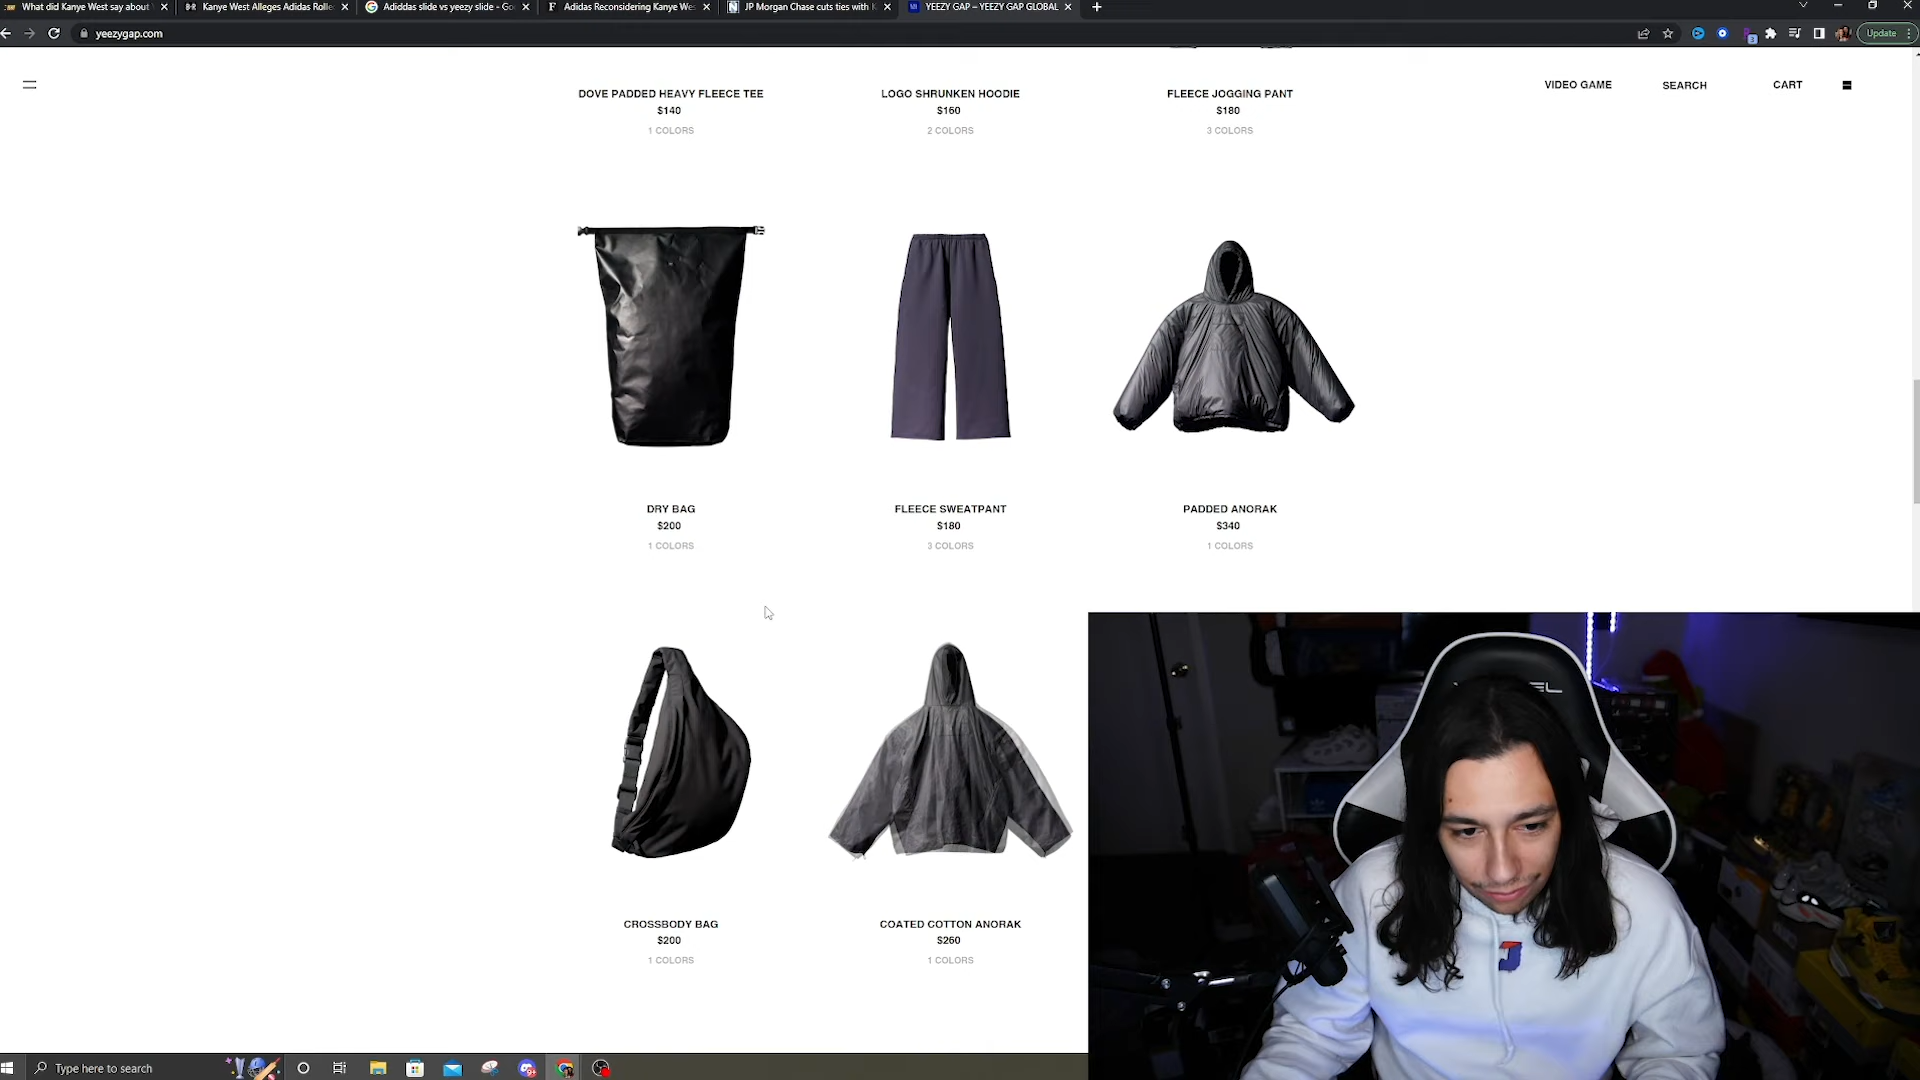 What did Kanye West say about
Kanye West Alleges Adidas Rolle
Adiddas slide vs yeezy slide - Go
Adidas Reconsidering Kanye Wes
JP Morgan Chase cuts ties with K
YEEZY GAP – YEEZY GAP GLOBAL
yeezygap.com
Update
VIDEO GAME
SEARCH
CART
DOVE PADDED HEAVY FLEECE TEE
$140
1 COLORS
LOGO SHRUNKEN HOODIE
$160
2 COLORS
FLEECE JOGGING PANT
$180
3 COLORS
DRY BAG
$200
1 COLORS
FLEECE SWEATPANT
$180
3 COLORS
PADDED ANORAK
$340
1 COLORS
CROSSBODY BAG
$200
1 COLORS
COATED COTTON ANORAK
$260
1 COLORS
J
Type here to search